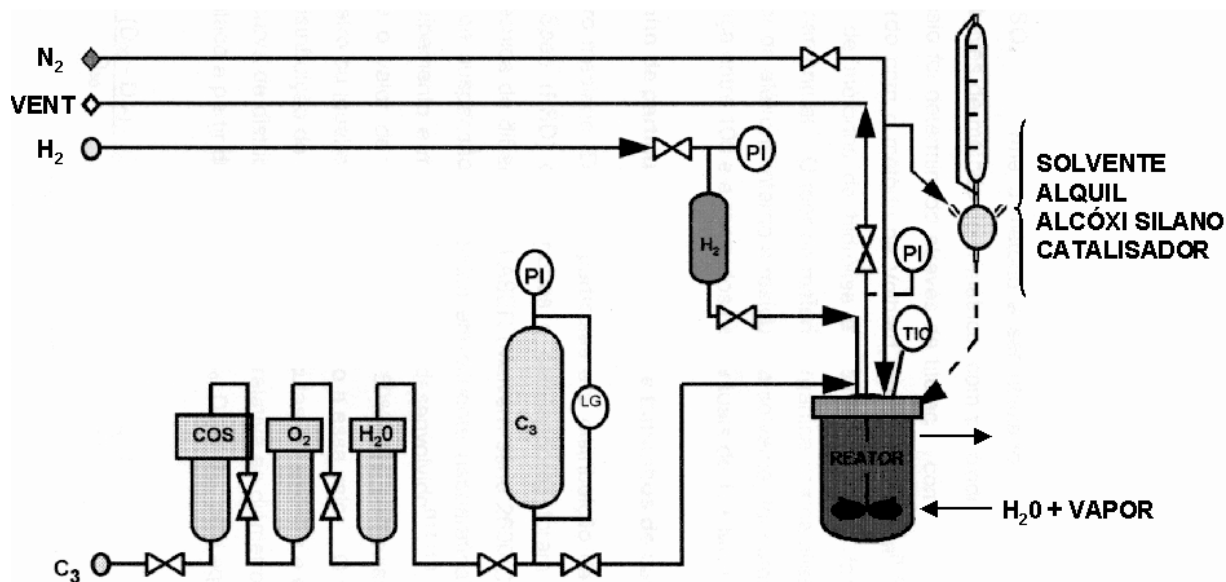 N₂
VENT
H₂
PI
H₂
PI
TIC
SOLVENTE
ALQUIL
ALCÓXI SILANO
CATALISADOR
PI
C₃
LG
COS
O₂
H₂0
REATOR
H₂0 + VAPOR
C₃